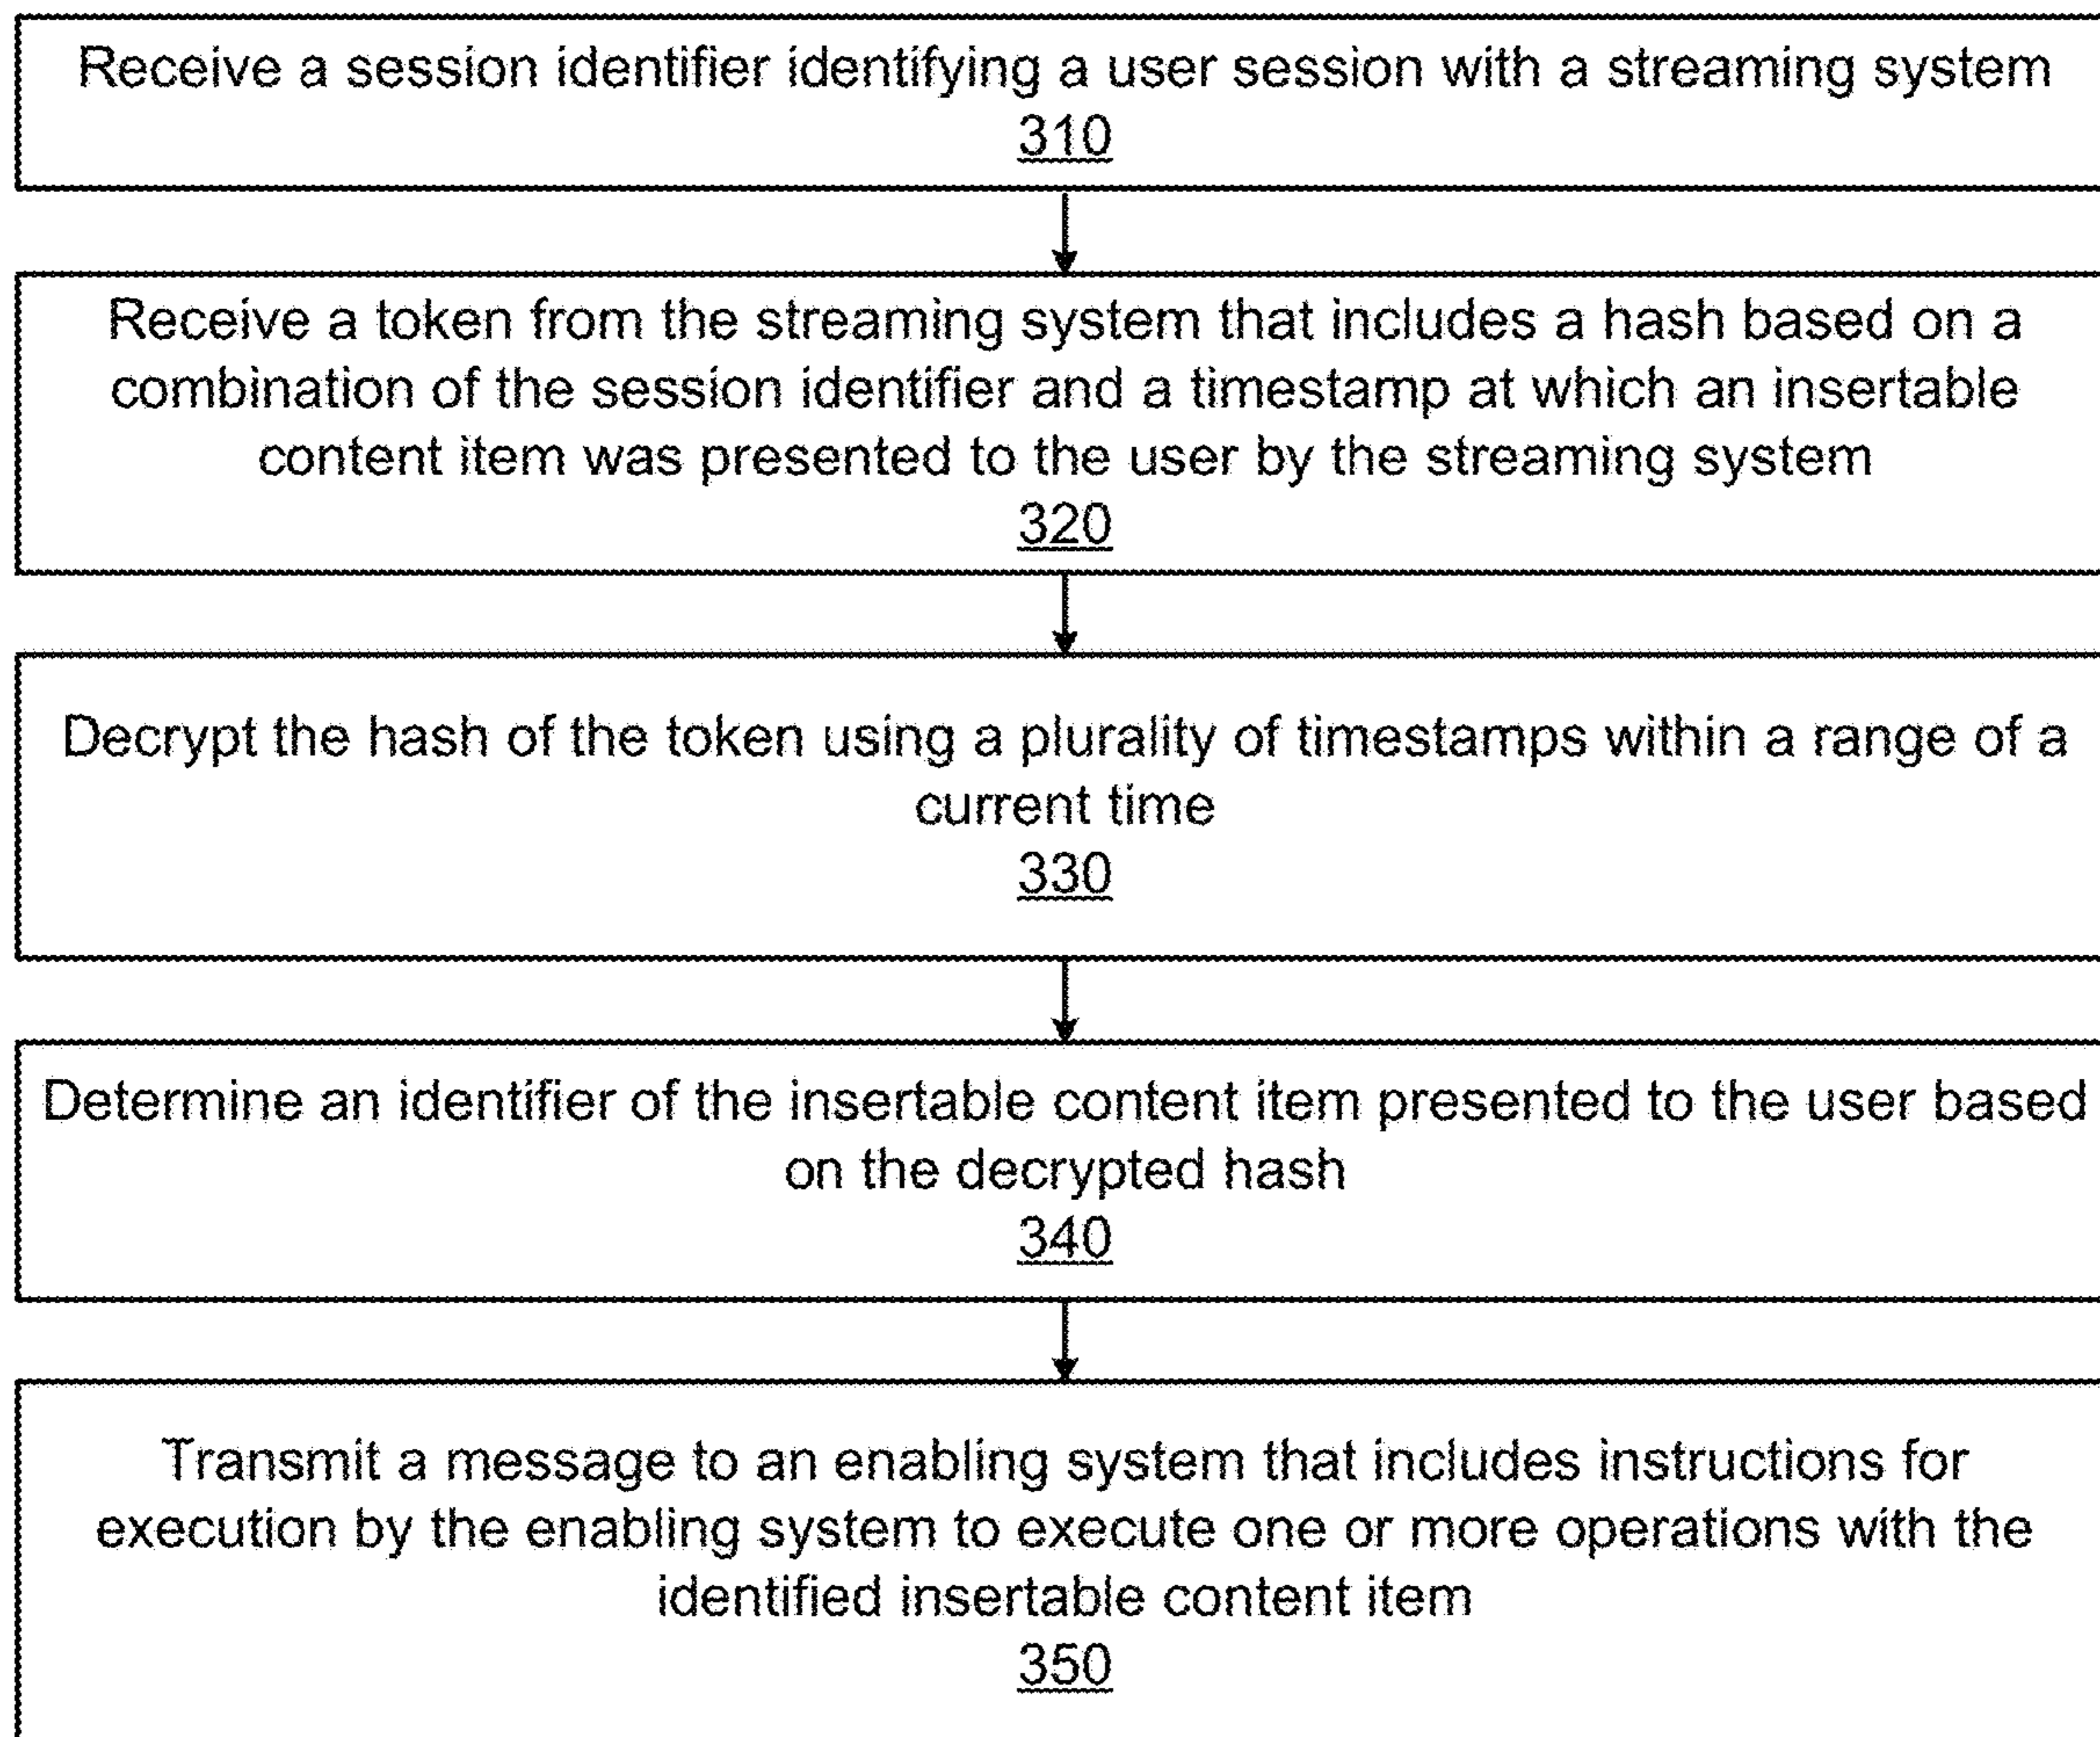 Receive a session identifier identifying a user session with a streaming system
310
Receive a token from the streaming system that includes a hash based on a
combination of the session identifier and a timestamp at which an insertable
content item was presented to the user by the streaming system
320
Decrypt the hash of the token using a plurality of timestamps within a range of a
current time
330
Determine an identifier of the insertable content item presented to the user based
on the decrypted hash
340
Transmit a message to an enabling system that includes instructions for
execution by the enabling system to execute one or more operations with the
identified insertable content item
350